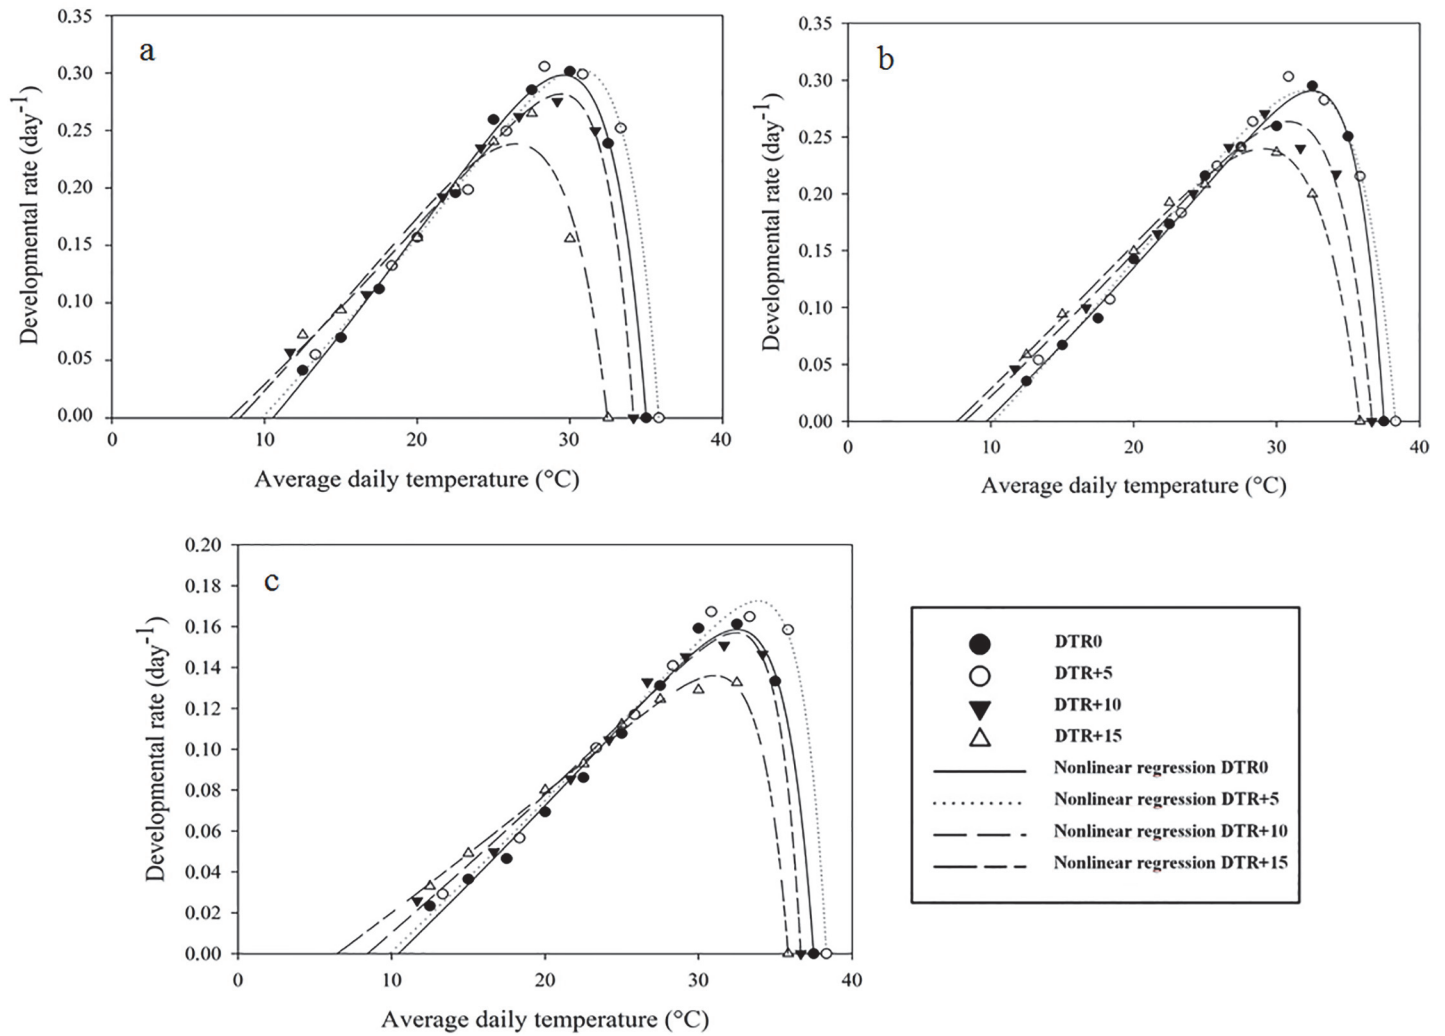 a
0.35
0.30
0.25
0.20
0.15
0.10
0.05
0.00
Developmental rate (day-1)
0
10
20
30
40
Average daily temperature (°C)
b
0.35
0.30
0.25
0.20
0.15
0.10
0.05
0.00
Developmental rate (day-1)
0
10
20
30
40
Average daily temperature (°C)
c
0.20
0.18
0.16
0.14
0.12
0.10
0.08
0.06
0.04
0.02
0.00
Developmental rate (day-1)
0
10
20
30
40
Average daily temperature (°C)
DTR0
DTR+5
DTR+10
DTR+15
Nonlinear regression DTR0
Nonlinear regression DTR+5
Nonlinear regression DTR+10
Nonlinear regression DTR+15